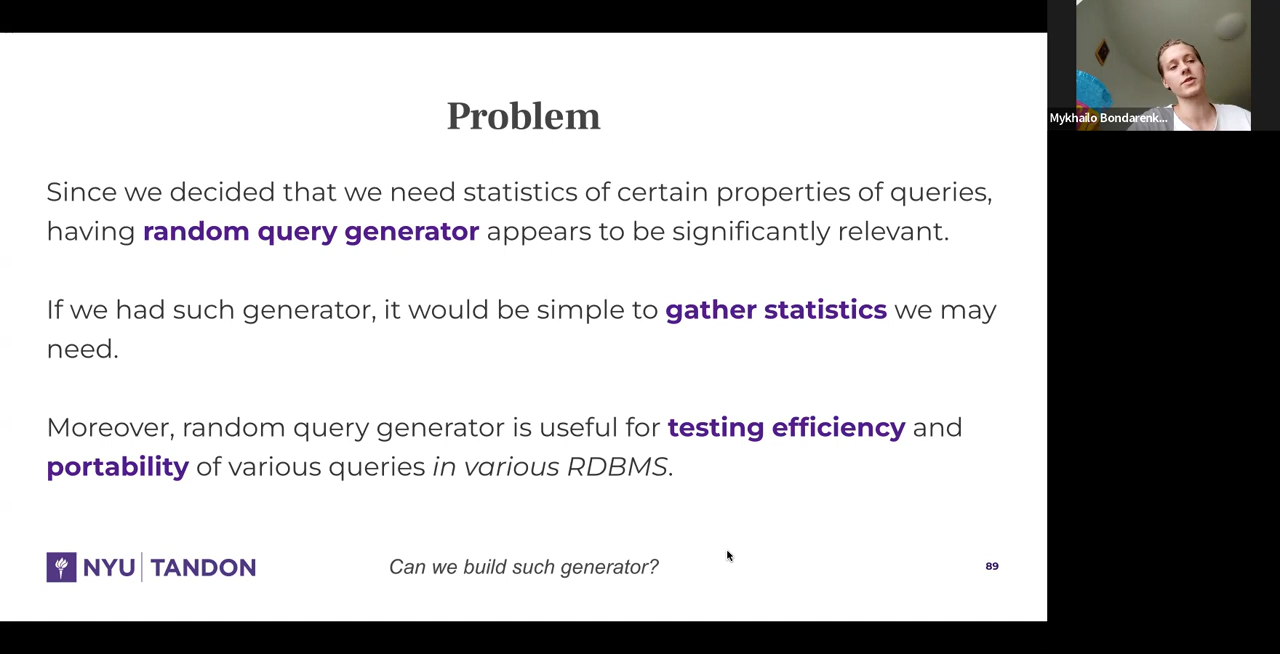 Problem
Since we decided that we need statistics of certain properties of queries,
having random query generator appears to be significantly relevant.
If we had such generator, it would be simple to gather statistics we may
need.
Moreover, random query generator is useful for testing efficiency and
portability of various queries in various RDBMS.
NYU TANDON
Can we build such generator?
89
Mykhailo Bondarenk...